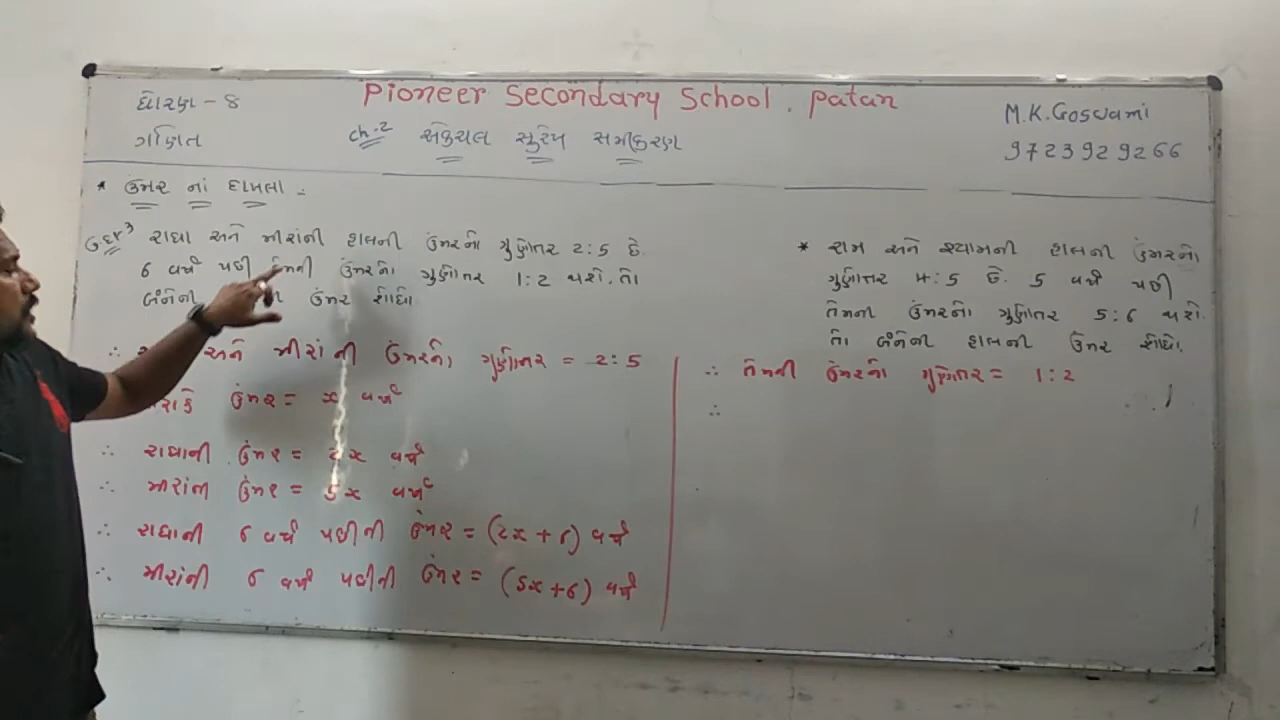 ધોરણ - ૪
ગણિત
Pioneer Secondary School. Patan
ch.2 એકચલ સુરેખ સમીકરણ
M.K.Goswami
9723929266
* ઉંમર નાં દાખલા :
રાધા અને મીરાંની હાલની ઉંમરનો ગુણોત્તર 2:5 છે.
6 વર્ષ પછી તેમની ઉંમરનો ગુણોત્તર 1:2 થશે. તો
બંનેની ઉંમર શોધો.
∴ અને મીરાંની ઉંમરનો ગુણોત્તર = 2:5
ઉંમર = x વર્ષ
∴ રાધાની ઉંમર = 2x વર્ષ
∴ મીરાંની ઉંમર = 5x વર્ષ
∴ રાધાની 6 વર્ષ પછીની ઉંમર = (2x+6) વર્ષ
∴ મીરાંની 6 વર્ષ પછીની ઉંમર = (5x+6) વર્ષ
* રામ અને શ્યામની હાલની ઉંમરનો
ગુણોત્તર 4:5 છે. 5 વર્ષ પછી
તેમની ઉંમરનો ગુણોત્તર 5:6 થશે.
તો બંનેની હાલની ઉંમર શોધો.
∴ તેમની ઉંમરનો ગુણોત્તર = 1:2
∴